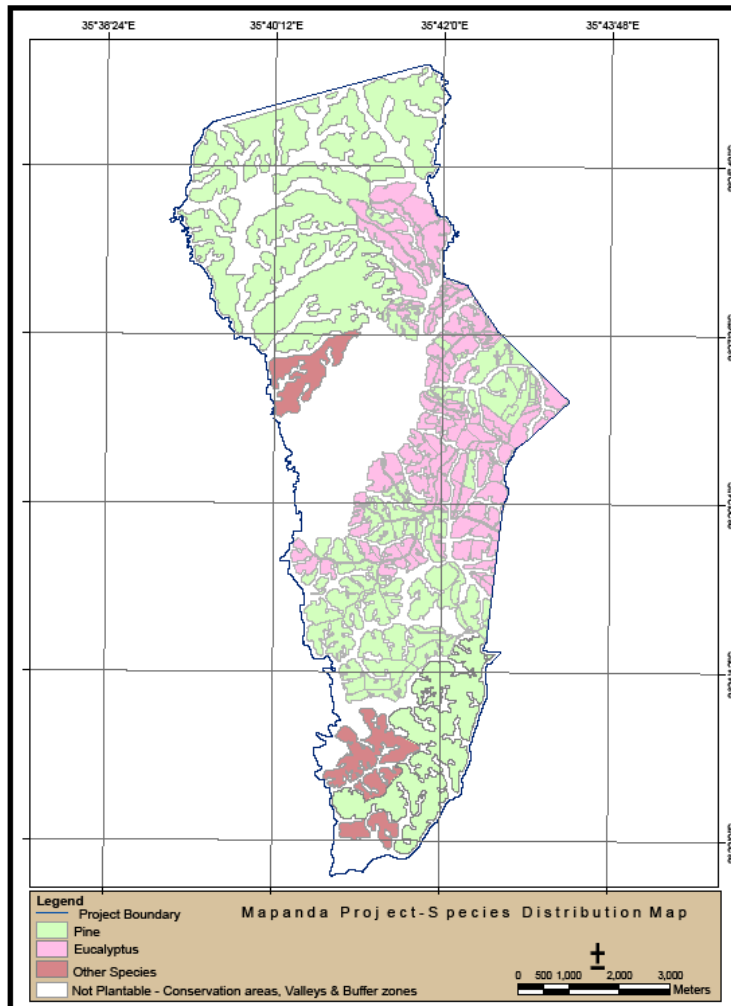 35°38'24"E 35°40'12"E 35°42'0"E 35°43'48"E
Legend
Project Boundary
Pine
Eucalyptus
Other Species
Not Plantable - Conservation areas, Valleys & Buffer zones
Mapanda Project-Species Distribution Map
0 500 1,000 2,000 3,000
Meters